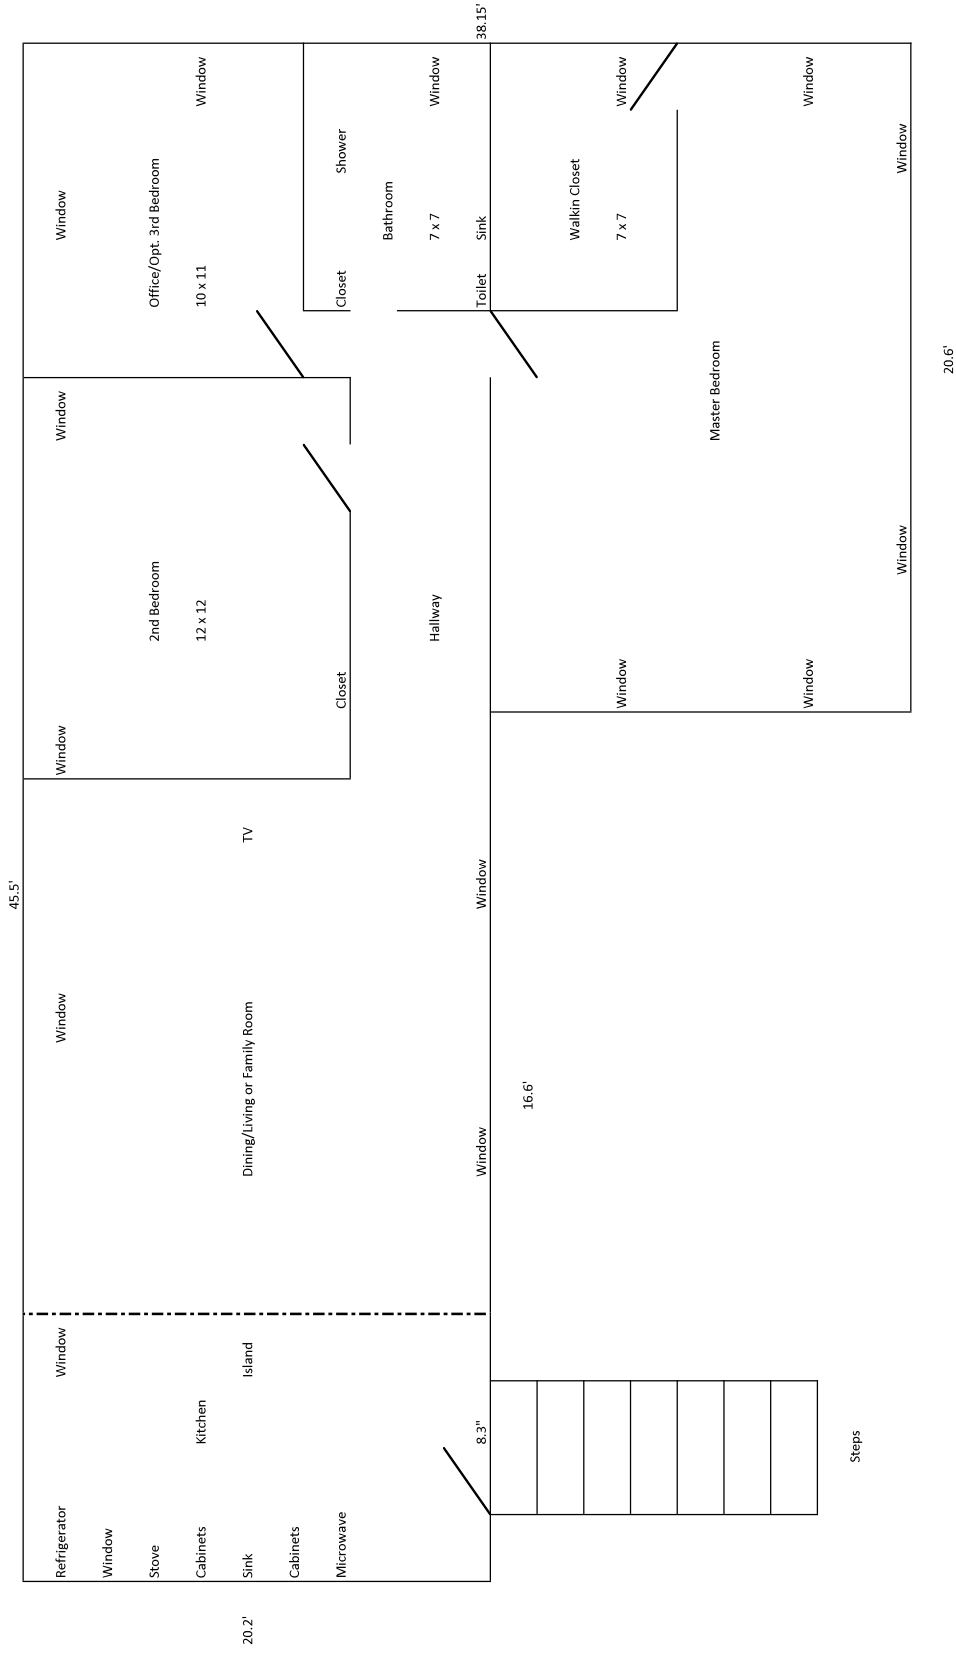 45.5'
Refrigerator
Window
Window
Window
Window
Window
Window
Stove
2nd Bedroom
Office/Opt. 3rd Bedroom
Cabinets
Kitchen
12 x 12
10 x 11
Window
20.2'
Sink
Island
Dining/Living or Family Room
TV
Cabinets
Microwave
Closet
Closet
Shower
Bathroom
Hallway
7 x 7
Window
8.3"
Window
Window
Toilet
Sink
38.15'
16.6'
Walkin Closet
Window
7 x 7
Window
Master Bedroom
Window
Window
Steps
Window
Window
20.6'